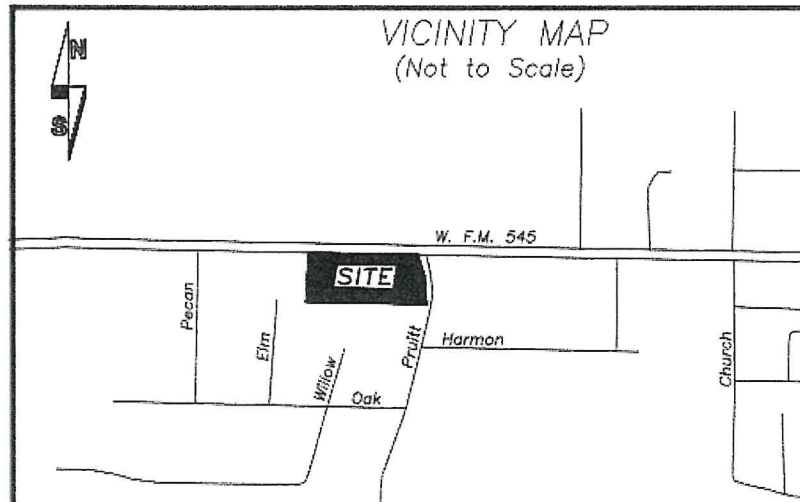 VICINITY MAP
(Not to Scale)
N
S
W. F.M. 545
SITE
Pecan
Elm
Willow
Oak
Pruitt
Harmon
Church